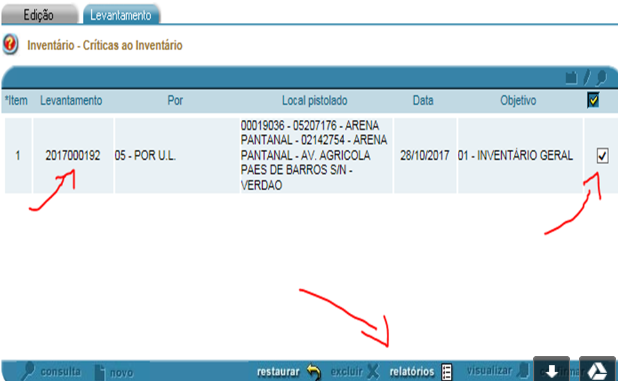 Edição Levantamento
Inventário - Críticas ao Inventário
*Item Levantamento Por Local pistolado Data Objetivo
1 2017000192 05 - POR U.L. 00019036 - 05207176 - ARENA PANTANAL - 02142754 - ARENA PANTANAL - AV. AGRICOLA PAES DE BARROS S/N - VERDAO 28/10/2017 01 - INVENTÁRIO GERAL
consulta novo restaurar excluir relatórios visualizar